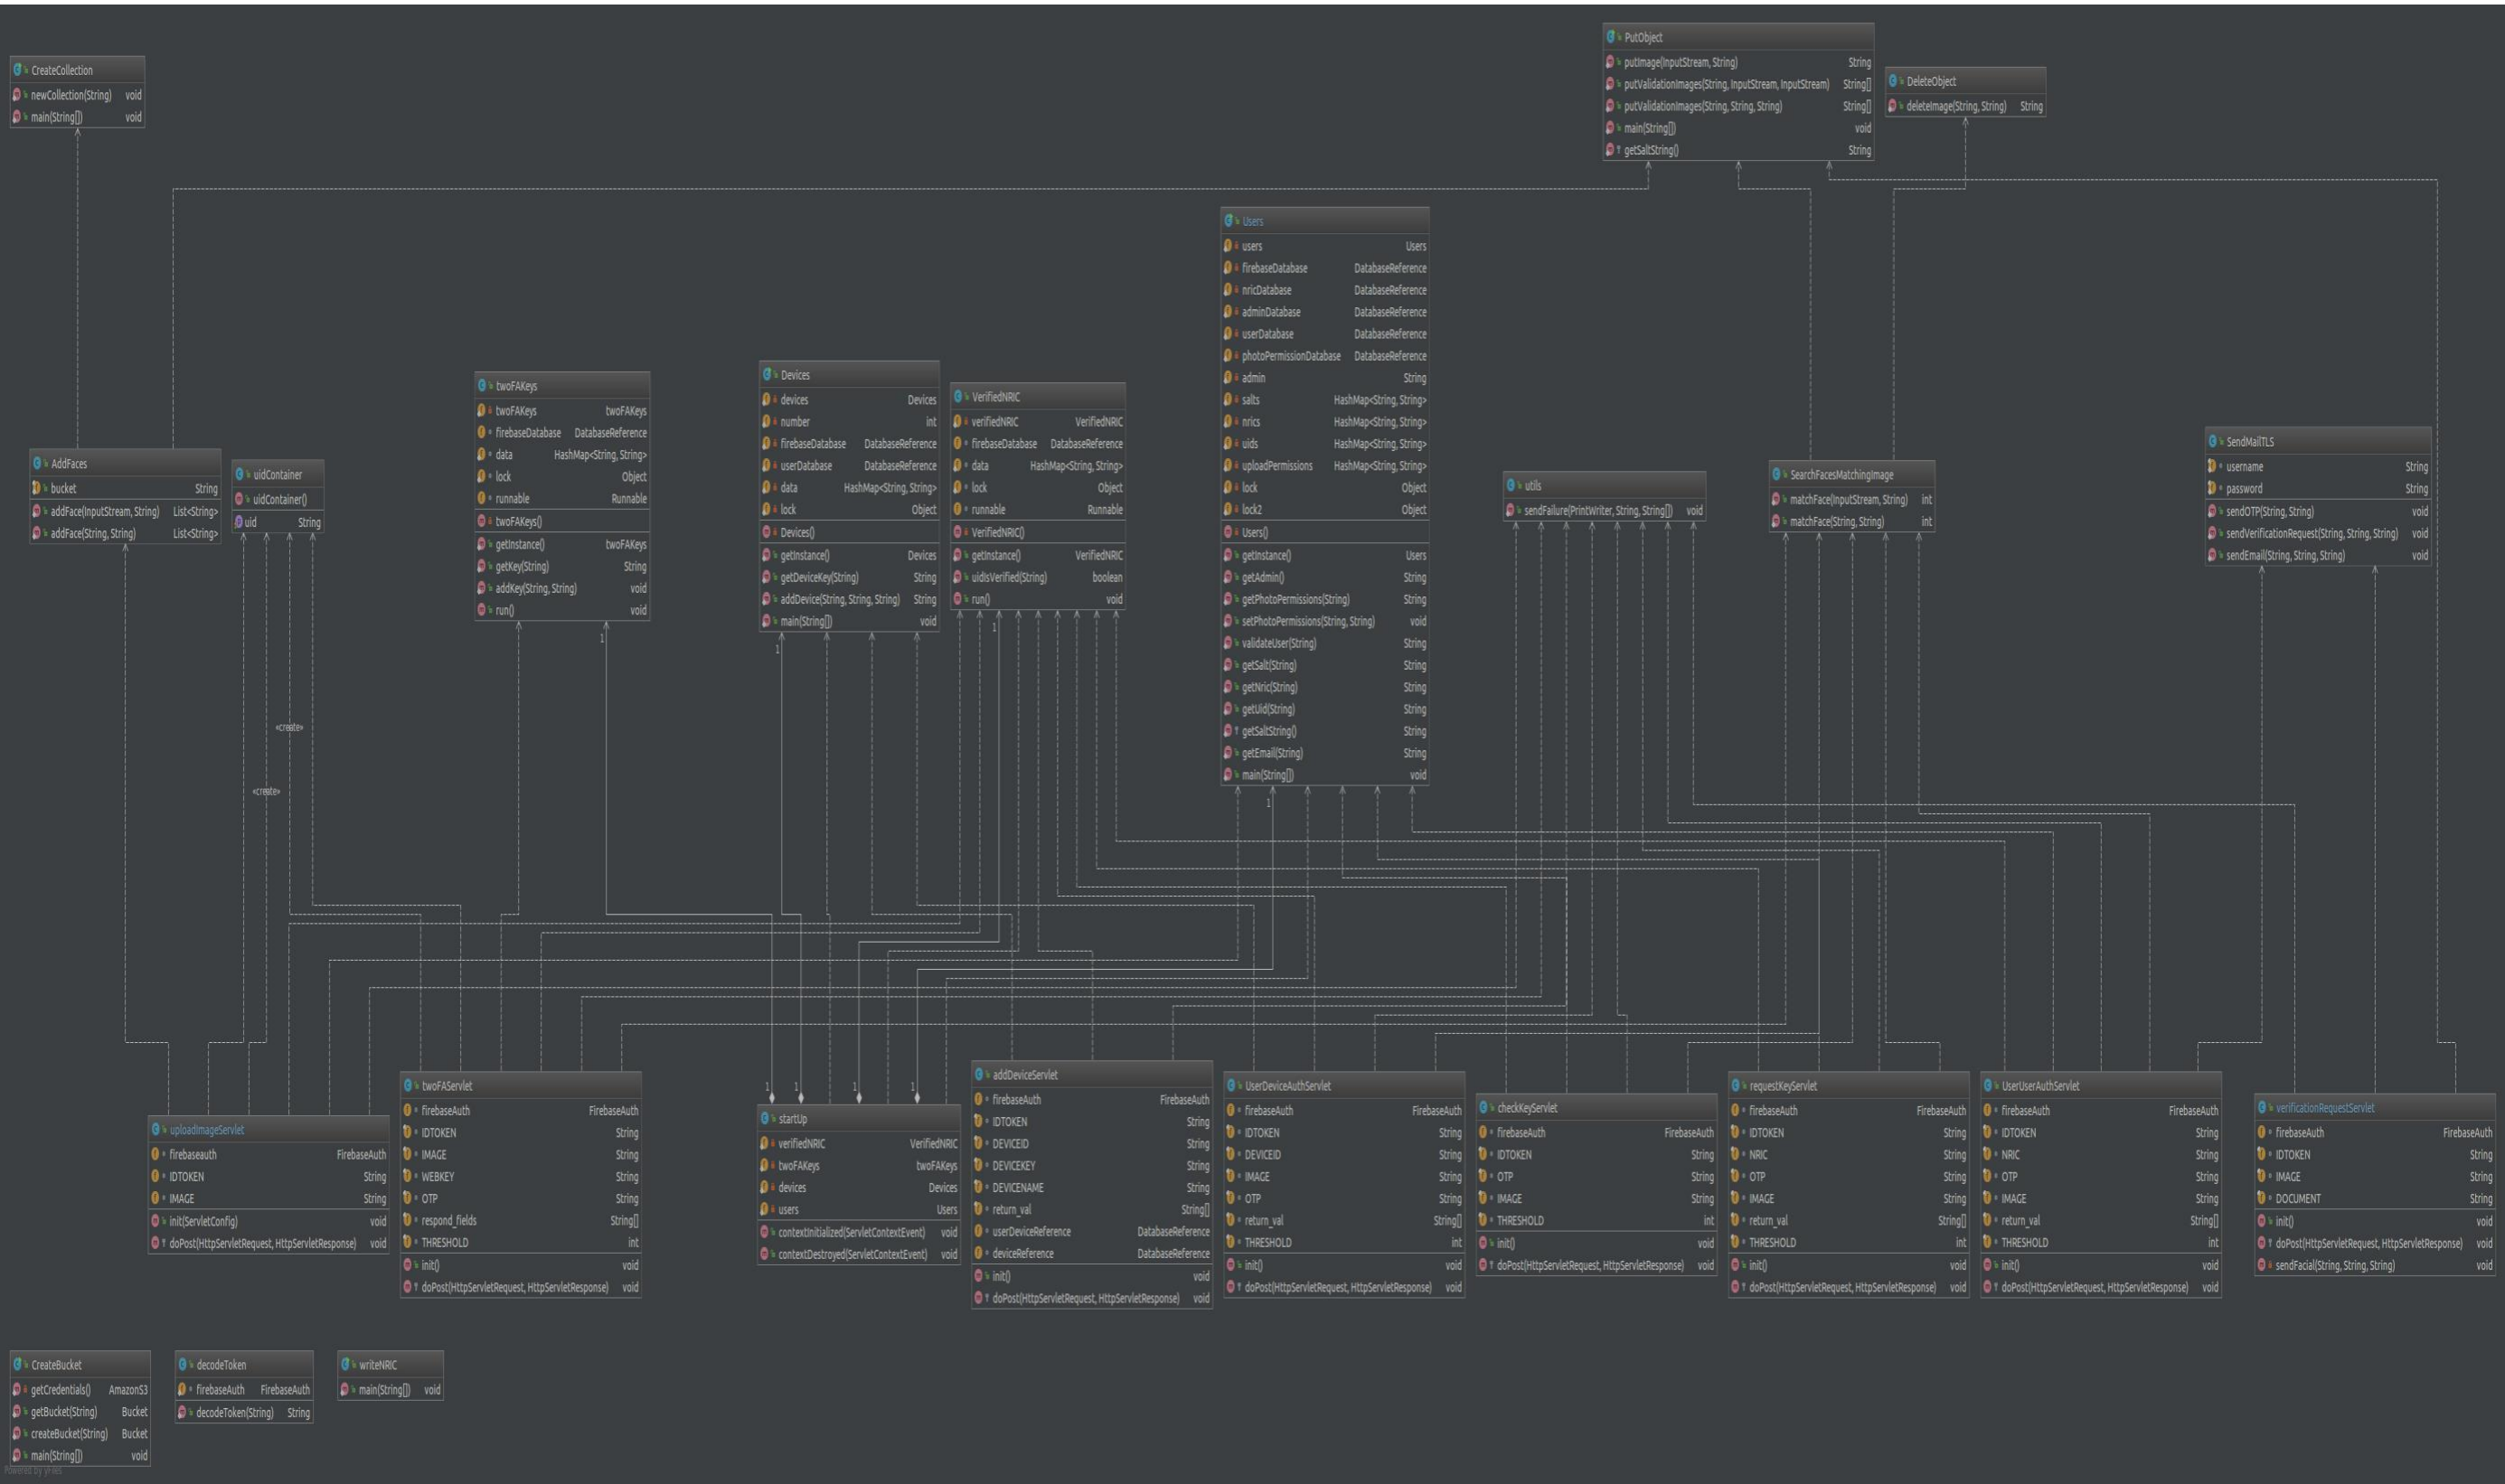 CreateCollection
newCollection(String) void
main(String[]) void
PutObject
putImage(InputStream, String) String
putValidationImages(String, InputStream, InputStream) String[]
putValidationImages(String, String, String) String[]
main(String[]) void
getSaltString() String
DeleteObject
deleteImage(String, String) String
Users
users Users
firebaseDatabase DatabaseReference
nricDatabase DatabaseReference
adminDatabase DatabaseReference
userDatabase DatabaseReference
photoPermissionDatabase DatabaseReference
admin String
salts HashMap<String, String>
nrics HashMap<String, String>
uids HashMap<String, String>
uploadPermissions HashMap<String, String>
lock Object
lock2 Object
Users()
getInstance() Users
getAdmin() String
getPhotoPermissions(String) String
setPhotoPermissions(String, String) void
validateUser(String) String
getSalt(String) String
getNric(String) String
getUid(String) String
getSaltString() String
getEmail(String) String
main(String[]) void
twoFAKeys
twoFAKeys twoFAKeys
firebaseDatabase DatabaseReference
data HashMap<String, String>
lock Object
runnable Runnable
twoFAKeys()
getInstance() twoFAKeys
getKey(String) String
addKey(String, String) void
run() void
Devices
devices Devices
number int
firebaseDatabase DatabaseReference
userDatabase DatabaseReference
data HashMap<String, String>
lock Object
Devices()
getInstance() Devices
getDeviceKey(String) String
addDevice(String, String, String) String
main(String[]) void
VerifiedNRIC
verifiedNRIC VerifiedNRIC
firebaseDatabase DatabaseReference
data HashMap<String, String>
lock Object
runnable Runnable
VerifiedNRIC()
getInstance() VerifiedNRIC
uidIsVerified(String) boolean
run() void
AddFaces
bucket String
addFace(InputStream, String) List<String>
addFace(String, String) List<String>
uidContainer
uidContainer()
uid String
utils
sendFailure(PrintWriter, String, String[]) void
SearchFacesMatchingImage
matchFace(InputStream, String) int
matchFace(String, String) int
SendMailTLS
username String
password String
sendOTP(String, String) void
sendVerificationRequest(String, String, String) void
sendEmail(String, String, String) void
1
1
1
1
«create»
«create»
1
1
1
1
uploadImageServlet
firebaseauth FirebaseAuth
IDTOKEN String
IMAGE String
init(ServletConfig) void
doPost(HttpServletRequest, HttpServletResponse) void
twoFAServlet
firebaseAuth FirebaseAuth
IDTOKEN String
IMAGE String
WEBKEY String
OTP String
respond_fields String[]
THRESHOLD int
init() void
doPost(HttpServletRequest, HttpServletResponse) void
startUp
verifiedNRIC VerifiedNRIC
twoFAKeys twoFAKeys
devices Devices
users Users
contextInitialized(ServletContextEvent) void
contextDestroyed(ServletContextEvent) void
addDeviceServlet
firebaseAuth FirebaseAuth
IDTOKEN String
DEVICEID String
DEVICEKEY String
DEVICENAME String
return_val String[]
userDeviceReference DatabaseReference
deviceReference DatabaseReference
init() void
doPost(HttpServletRequest, HttpServletResponse) void
UserDeviceAuthServlet
firebaseAuth FirebaseAuth
IDTOKEN String
DEVICEID String
IMAGE String
OTP String
return_val String[]
THRESHOLD int
init() void
doPost(HttpServletRequest, HttpServletResponse) void
checkKeyServlet
firebaseAuth FirebaseAuth
IDTOKEN String
OTP String
IMAGE String
THRESHOLD int
init() void
doPost(HttpServletRequest, HttpServletResponse) void
requestKeyServlet
firebaseAuth FirebaseAuth
IDTOKEN String
NRIC String
OTP String
IMAGE String
return_val String[]
THRESHOLD int
init() void
doPost(HttpServletRequest, HttpServletResponse) void
UserUserAuthServlet
firebaseAuth FirebaseAuth
IDTOKEN String
NRIC String
OTP String
IMAGE String
return_val String[]
THRESHOLD int
init() void
doPost(HttpServletRequest, HttpServletResponse) void
verificationRequestServlet
firebaseAuth FirebaseAuth
IDTOKEN String
IMAGE String
DOCUMENT String
init() void
doPost(HttpServletRequest, HttpServletResponse) void
sendFacial(String, String, String) void
CreateBucket
getCredentials() AmazonS3
getBucket(String) Bucket
createBucket(String) Bucket
main(String[]) void
decodeToken
firebaseAuth FirebaseAuth
decodeToken(String) String
writeNRIC
main(String[]) void
Powered by yFiles